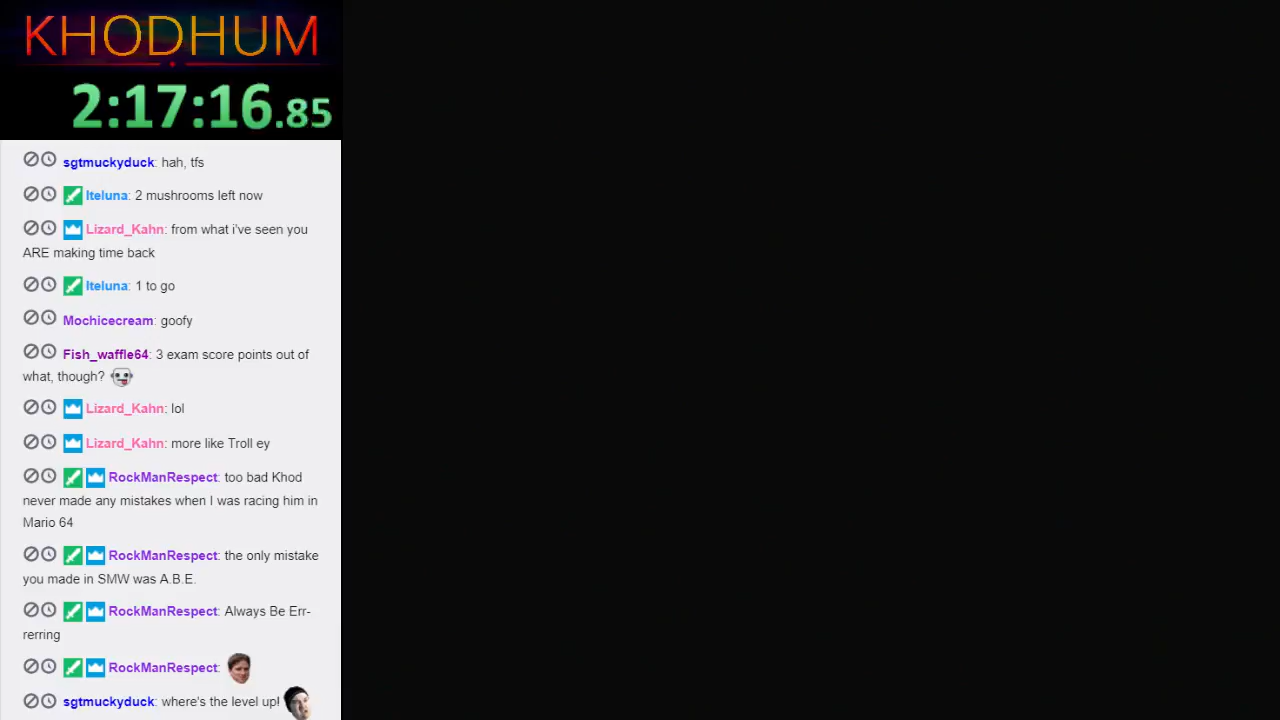 KHODHUM
2:17:16.85
sgtmuckyduck: hah, tfs
Iteluna: 2 mushrooms left now
Lizard_Kahn: from what i've seen you
ARE making time back
Iteluna: 1 to go
Mochicecream: goofy
Fish_waffle64: 3 exam score points out of
what, though?
Lizard_Kahn: lol
Lizard_Kahn: more like Troll ey
RockManRespect: too bad Khod
never made any mistakes when I was racing him in
Mario 64
RockManRespect: the only mistake
you made in SMW was A.B.E.
RockManRespect: Always Be Err-
rerring
RockManRespect:
sgtmuckyduck: where's the level up!